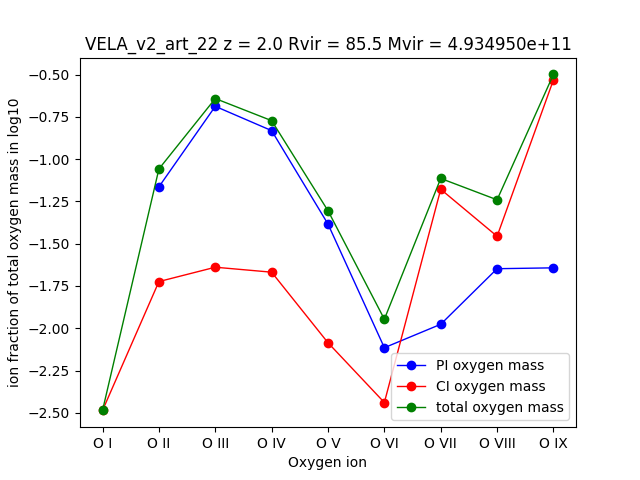 VELA_v2_art_22 z = 2.0 Rvir = 85.5 Mvir = 4.934950e+11
ion fraction of total oxygen mass in log10
−0.50
−0.75
−1.00
−1.25
−1.50
−1.75
−2.00
−2.25
−2.50
PI oxygen mass
CI oxygen mass
total oxygen mass
O I O II O III O IV O V O VI O VII O VIII O IX
Oxygen ion